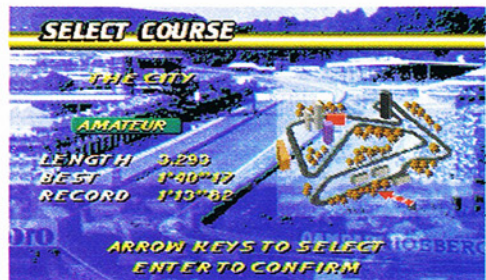 SELECT COURSE
THE CITY
AMATEUR
LENGTH 3.293
BEST 1'40"17
RECORD 1'13"62
ARROW KEYS TO SELECT
ENTER TO CONFIRM